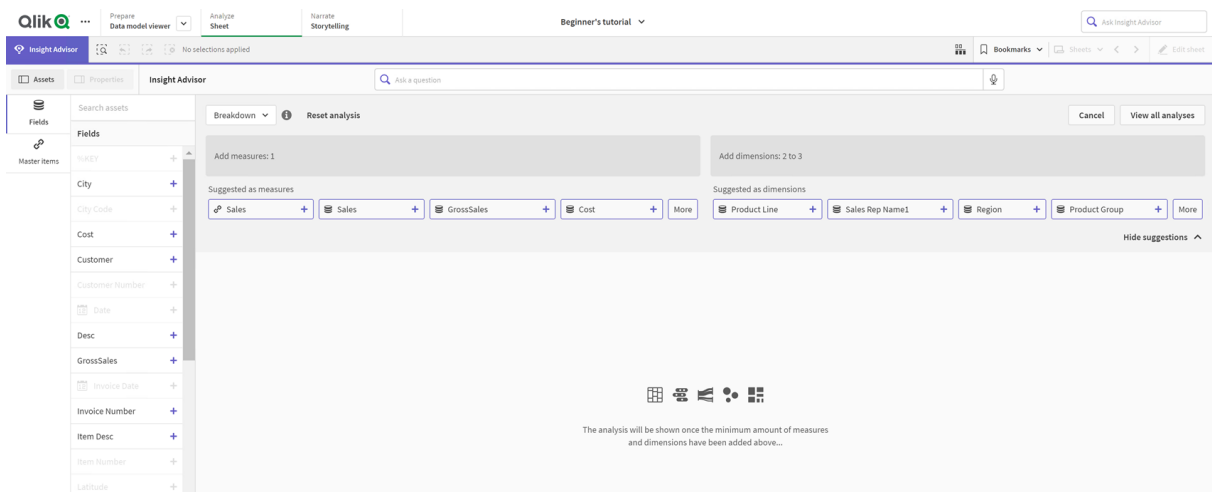 Qlik
Prepare
Data model viewer
Analyze
Sheet
Narrate
Storytelling
Beginner's tutorial
Ask Insight Advisor
Insight Advisor
No selections applied
Bookmarks
Sheets
Edit sheet
Assets
Properties
Insight Advisor
Ask a question
Fields
Master items
Search assets
Fields
%KEY
City
City Code
Cost
Customer
Customer Number
Date
Desc
GrossSales
Invoice Date
Invoice Number
Item Desc
Item Number
Latitude
Breakdown
Reset analysis
Cancel
View all analyses
Add measures: 1
Add dimensions: 2 to 3
Suggested as measures
Sales
Sales
GrossSales
Cost
More
Suggested as dimensions
Product Line
Sales Rep Name1
Region
Product Group
More
Hide suggestions
The analysis will be shown once the minimum amount of measures
and dimensions have been added above...